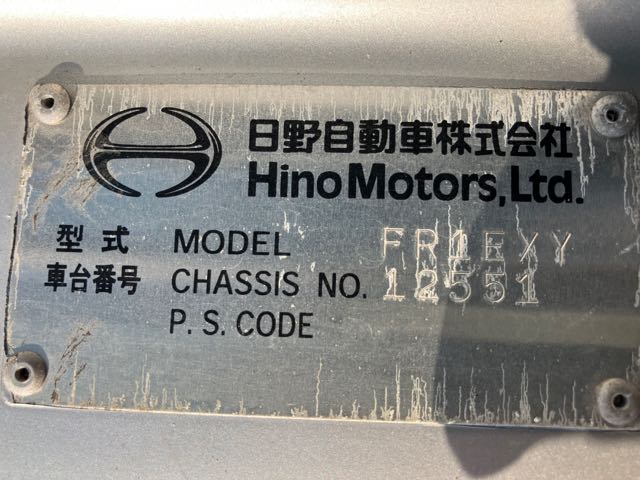 日野自動車株式会社
Hino Motors, Ltd.
型式 MODEL FR1EXY
車台番号 CHASSIS NO. 12551
P. S. CODE